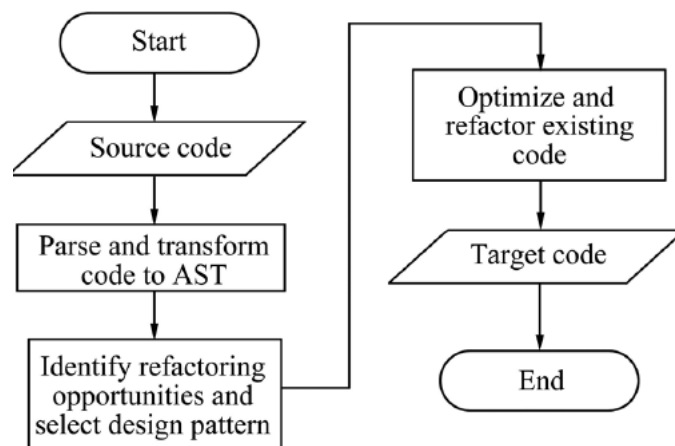 Start
Source code
Parse and transform
code to AST
Identify refactoring
opportunities and
select design pattern
Optimize and
refactor existing
code
Target code
End